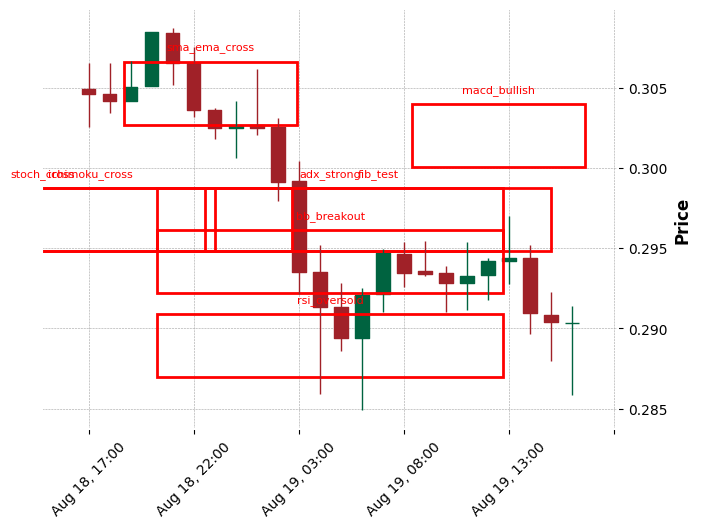 sma_ema_cross
macd_bullish
stoch_cross
ichimoku_cross
adx_strong
fib_test
bb_breakout
rsi_oversold
0.305
0.300
0.295
0.290
0.285
Price
Aug 18, 17:00
Aug 18, 22:00
Aug 19, 03:00
Aug 19, 08:00
Aug 19, 13:00